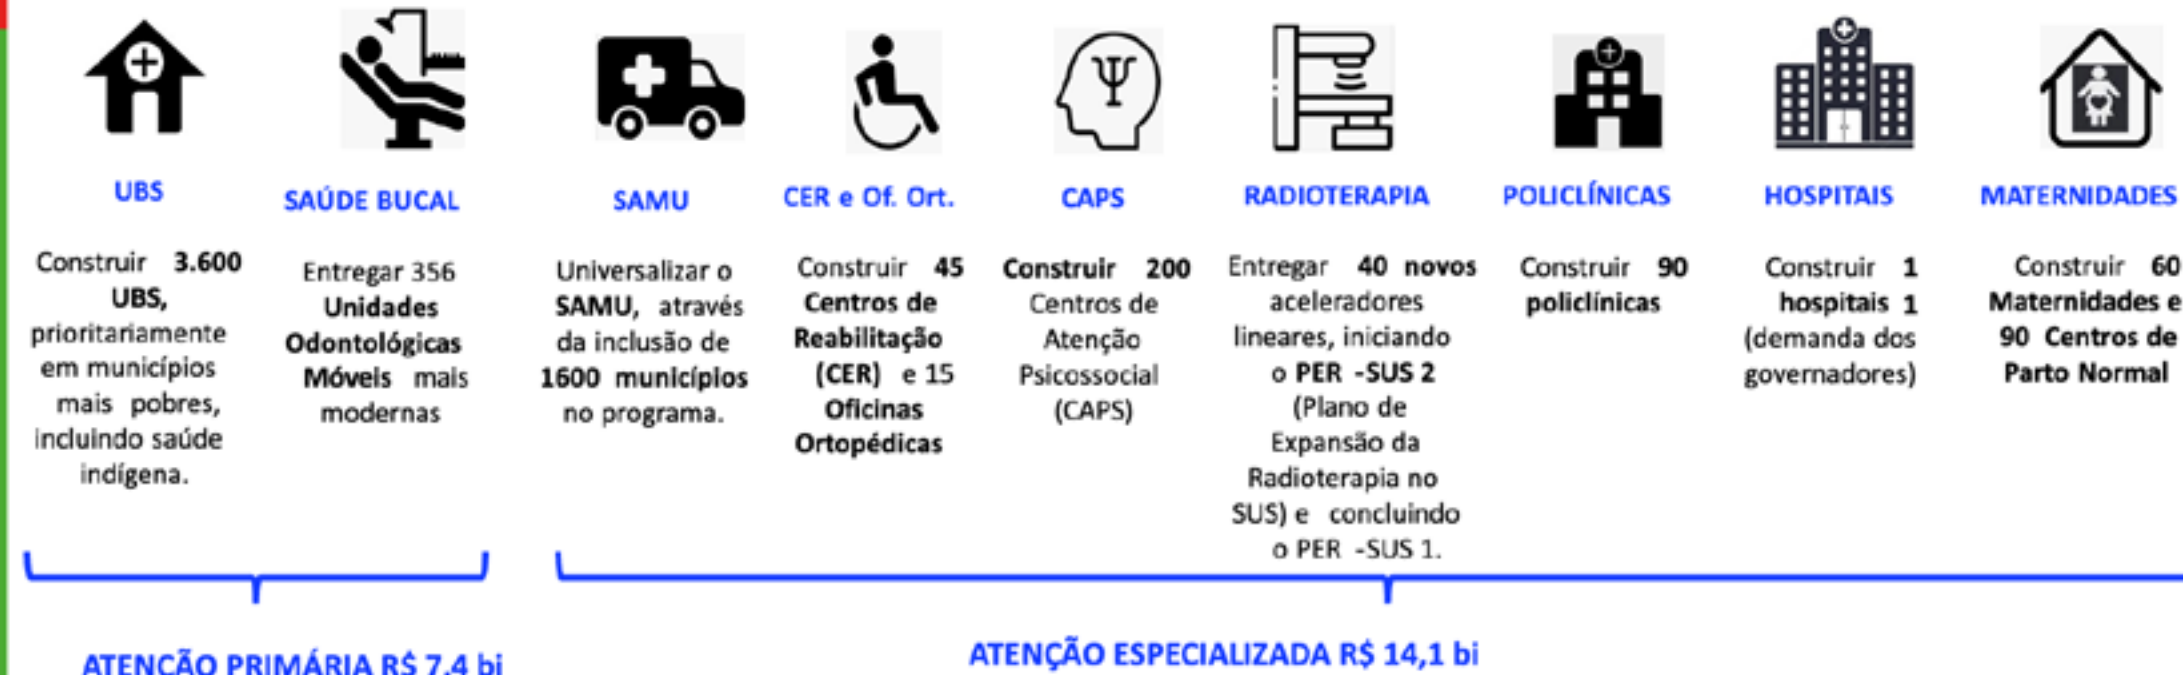 UBS
Construir 3.600
UBS,
prioritariamente
em municípios
mais pobres,
incluindo saúde
indígena.
SAÚDE BUCAL
Entregar 356
Unidades
Odontológicas
Móveis mais
modernas
ATENÇÃO PRIMÁRIA R$ 7,4 bi
SAMU
Universalizar o
SAMU, através
da inclusão de
1600 municípios
no programa.
CER e Of. Ort.
Construir 45
Centros de
Reabilitação
(CER) e 15
Oficinas
Ortopédicas
CAPS
Construir 200
Centros de
Atenção
Psicossocial
(CAPS)
RADIOTERAPIA
Entregar 40 novos
aceleradores
lineares, iniciando
o PER -SUS 2
(Plano de
Expansão da
Radioterapia no
SUS) e concluindo
o PER -SUS 1.
POLICLÍNICAS
Construir 90
policlínicas
HOSPITAIS
Construir 1
hospitais 1
(demanda dos
governadores)
MATERNIDADES
Construir 60
Maternidades e
90 Centros de
Parto Normal
ATENÇÃO ESPECIALIZADA R$ 14,1 bi